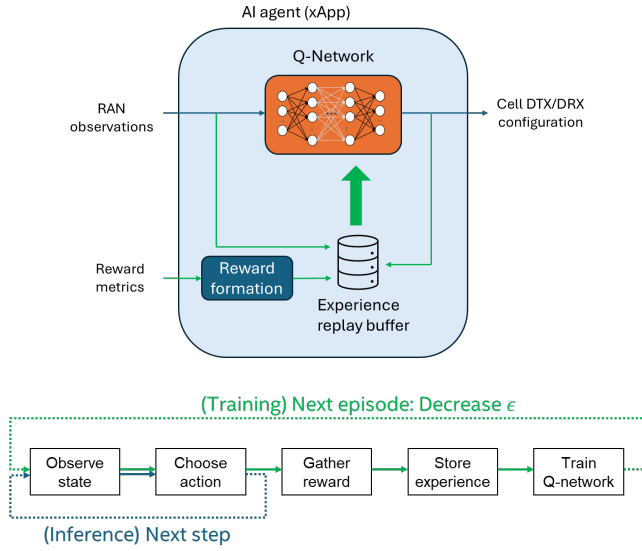 AI agent (xApp)
Q-Network
RAN
observations
Cell DTX/DRX
configuration
Reward
metrics
Reward
formation
Experience
replay buffer
(Training) Next episode: Decrease ϵ
Observe
state
Choose
action
Gather
reward
Store
experience
Train
Q-network
(Inference) Next step